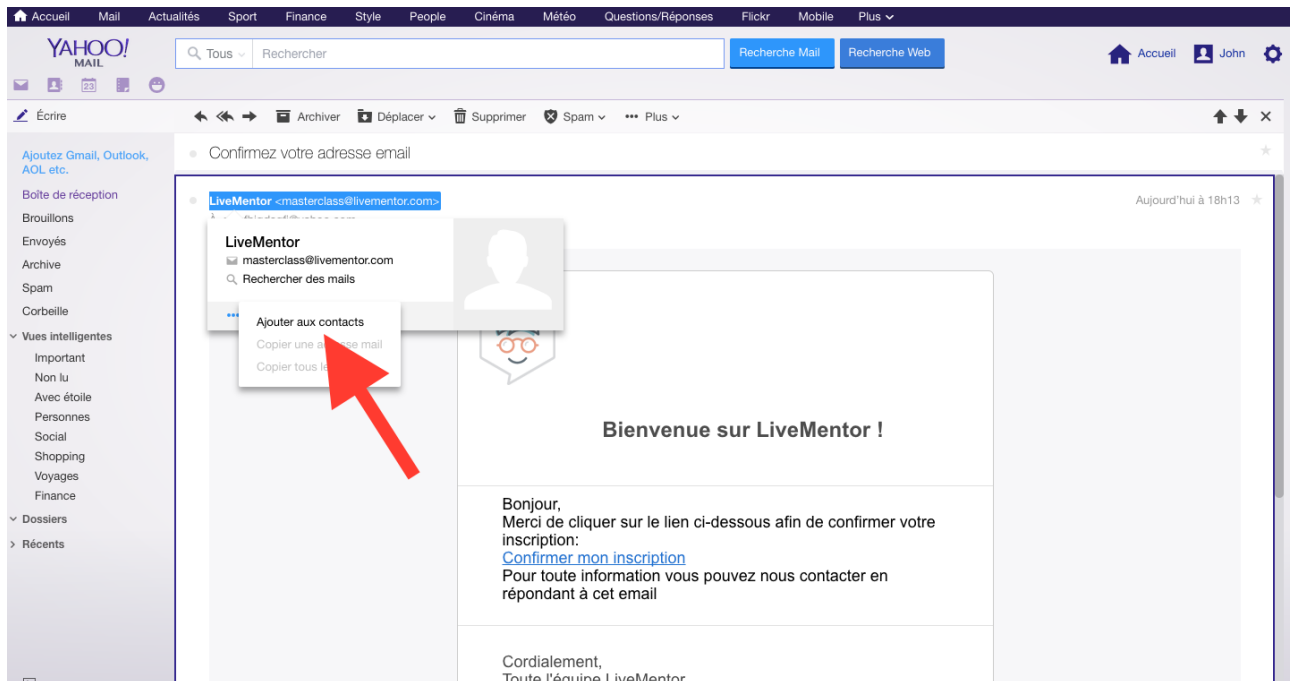 Accueil Mail Actualités Sport Finance Style People Cinéma Météo Questions/Réponses Flickr Mobile Plus
YAHOO!
MAIL
Tous Rechercher Recherche Mail Recherche Web Accueil John
23
Écrire Archiver Déplacer Supprimer Spam Plus
Ajoutez Gmail, Outlook,
AOL etc.
Boîte de réception
Brouillons
Envoyés
Archive
Spam
Corbeille
Vues intelligentes
Important
Non lu
Avec étoile
Personnes
Social
Shopping
Voyages
Finance
Dossiers
Récents
Confirmez votre adresse email
LiveMentor <masterclass@livementor.com> Aujourd'hui à 18h13
LiveMentor
masterclass@livementor.com
Rechercher des mails
Ajouter aux contacts
Copier une mail
Copier tous
Bienvenue sur LiveMentor !
Bonjour,
Merci de cliquer sur le lien ci-dessous afin de confirmer votre
inscription:
Confirmer mon inscription
Pour toute information vous pouvez nous contacter en
répondant à cet email
Cordialement,
Toute l'équipe LiveMentor